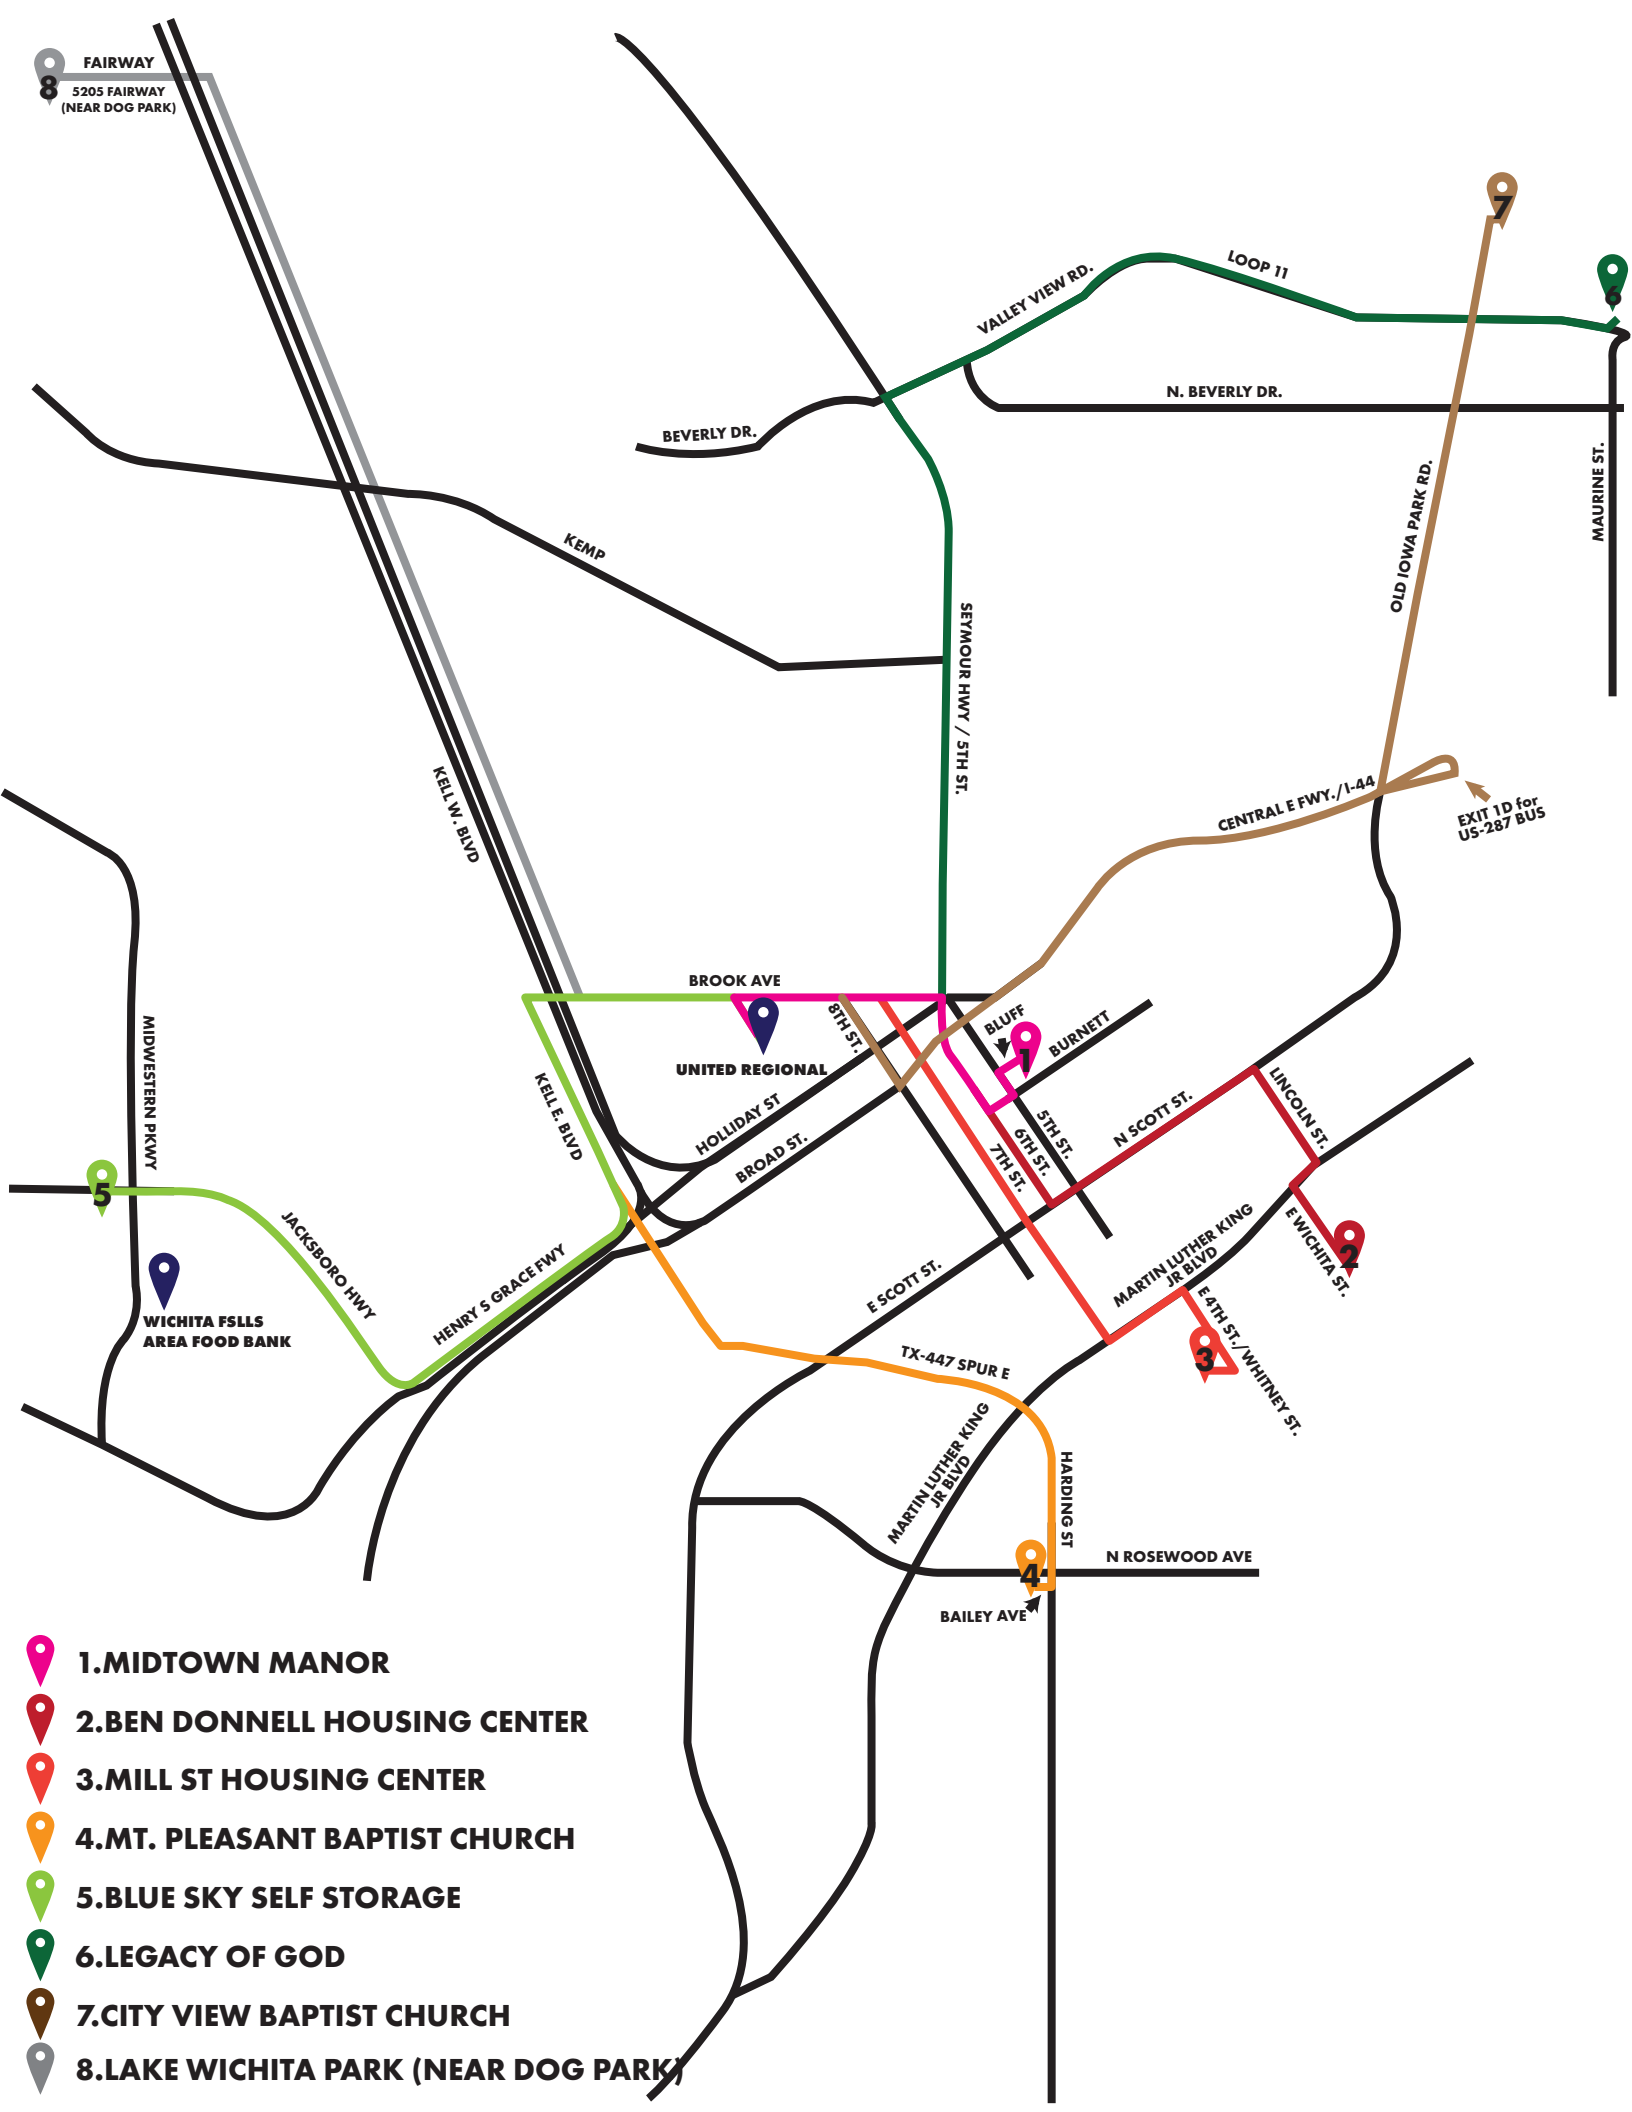 FAIRWAY
8
5205 FAIRWAY
(NEAR DOG PARK)
7
LOOP 11
VALLEY VIEW RD.
6
N. BEVERLY DR.
BEVERLY DR.
MAURINE ST.
OLD IOWA PARK RD.
KEMP
SEYMOUR HWY / 5TH ST.
KELL W. BLVD
CENTRAL E FWY./I-44
EXIT 1D for
US-287 BUS
BROOK AVE
8TH ST.
BLUFF
BURNETT
1
UNITED REGIONAL
MIDWESTERN PKWY
KELL E. BLVD
HOLLIDAY ST
BROAD ST.
5TH ST.
6TH ST.
7TH ST.
N SCOTT ST.
LINCOLN ST.
5
JACKSBORO HWY
HENRY S GRACE FWY
E SCOTT ST.
MARTIN LUTHER KING
JR BLVD
E WICHITA ST.
2
WICHITA FSLLS
AREA FOOD BANK
E 4TH ST./WHITNEY ST.
3
TX-447 SPUR E
MARTIN LUTHER KING
JR BLVD
HARDING ST
4
N ROSEWOOD AVE
BAILEY AVE
1.MIDTOWN MANOR
2.BEN DONNELL HOUSING CENTER
3.MILL ST HOUSING CENTER
4.MT. PLEASANT BAPTIST CHURCH
5.BLUE SKY SELF STORAGE
6.LEGACY OF GOD
7.CITY VIEW BAPTIST CHURCH
8.LAKE WICHITA PARK (NEAR DOG PARK)